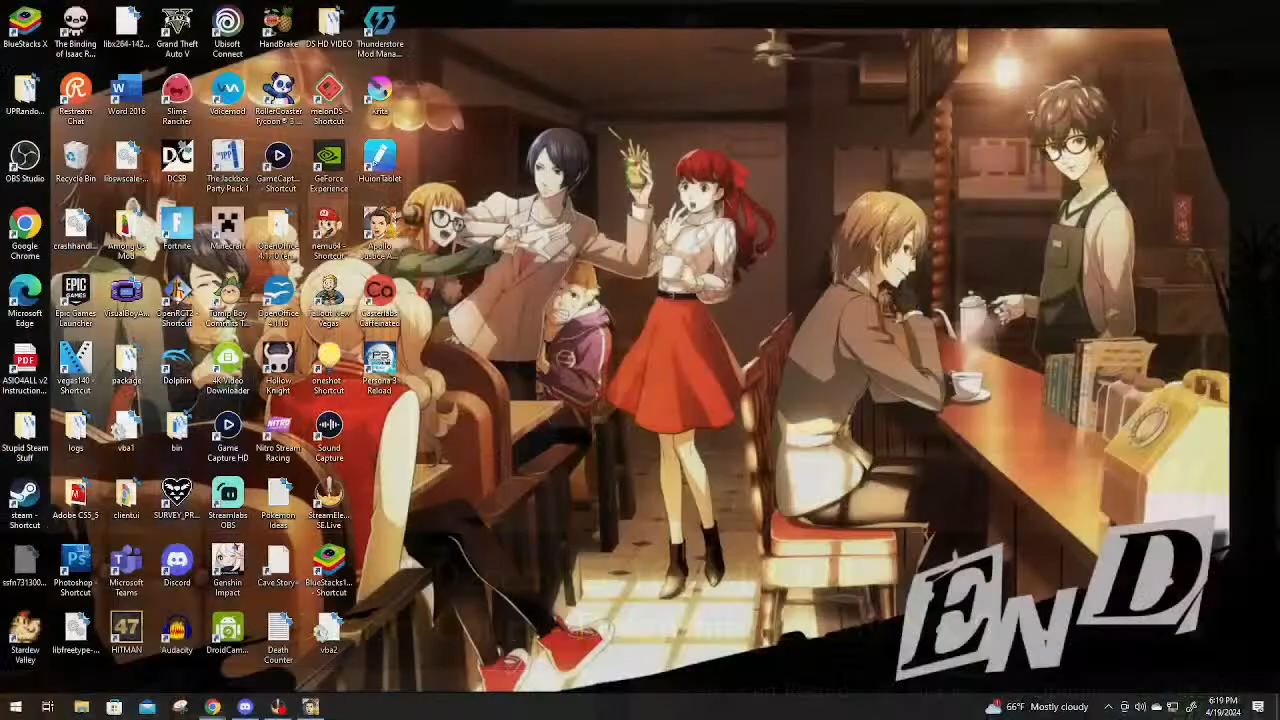 BlueStacks X
The Binding
of Isaac R...
libx264-142...
Grand Theft
Auto V
Ubisoft
Connect
HandBrake
DS HD VIDEO
Thunderstore
Mod Mana...
UPRando...
Restream
Chat
Word 2016
Slime
Rancher
Voicemod
RollerCoaster
Tycoon® 3 ...
melonDS -
Shortcut
Krita
OBS Studio
Recycle Bin
libswscale-...
DCSB
The Jackbox
Party Pack 1
GameCapt...
- Shortcut
GeForce
Experience
HuionTablet
Google
Chrome
crashhandl...
Among Us
Mod
Fortnite
Minecraft
OpenOffice
4.1.10 (en...
nemu64 -
Shortcut
Apollo
Justice A...
Microsoft
Edge
EPIC
GAMES
Epic Games
Launcher
VisualBoyA...
OpenRCT2 -
Shortcut
Turnip Boy
Commits T...
OpenOffice
4.1.10
Fallout New
Vegas
Casterlabs
Caffeinated
PDF
ASIO4ALL v2
Instruction...
vegas140 -
Shortcut
package
Dolphin
4K Video
Downloader
Hollow
Knight
oneshot -
Shortcut
Persona 3
Reload
Stupid Steam
Stuff
logs
vba1
bin
Game
Capture HD
NITRO
Nitro Stream
Racing
Sound
Capture
steam -
Shortcut
Adobe CS5_5
clientui
SURVEY_PR...
Streamlabs
OBS
Pokemon
Ideas
StreamEle...
SE.Live
ssfn731300...
Photoshop -
Shortcut
Microsoft
Teams
Discord
Genshin
Impact
Cave Story+
BlueStacks1...
- Shortcut
Stardew
Valley
libfreetype-...
47
HITMAN
Audacity
DroidCam...
Death
Counter
vba2
END
66°F Mostly cloudy
6:19 PM
4/19/2024